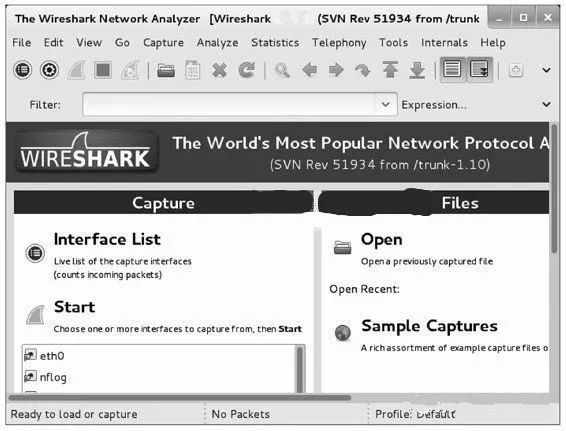 The Wireshark Network Analyzer [Wireshark (SVN Rev 51934 from /trunk
File Edit View Go Capture Analyze Statistics Telephony Tools Internals Help
Filter: Expression...
WIRESHARK
The World's Most Popular Network Protocol A
(SVN Rev 51934 from /trunk-1.10)
Capture
Interface List
Live list of the capture interfaces
(counts incoming packets)
Start
Choose one or more interfaces to capture from, then Start
eth0
nflog
Files
Open
Open a previously captured file
Open Recent:
Sample Captures
A rich assortment of example capture files o
Ready to load or capture No Packets Profile: Default